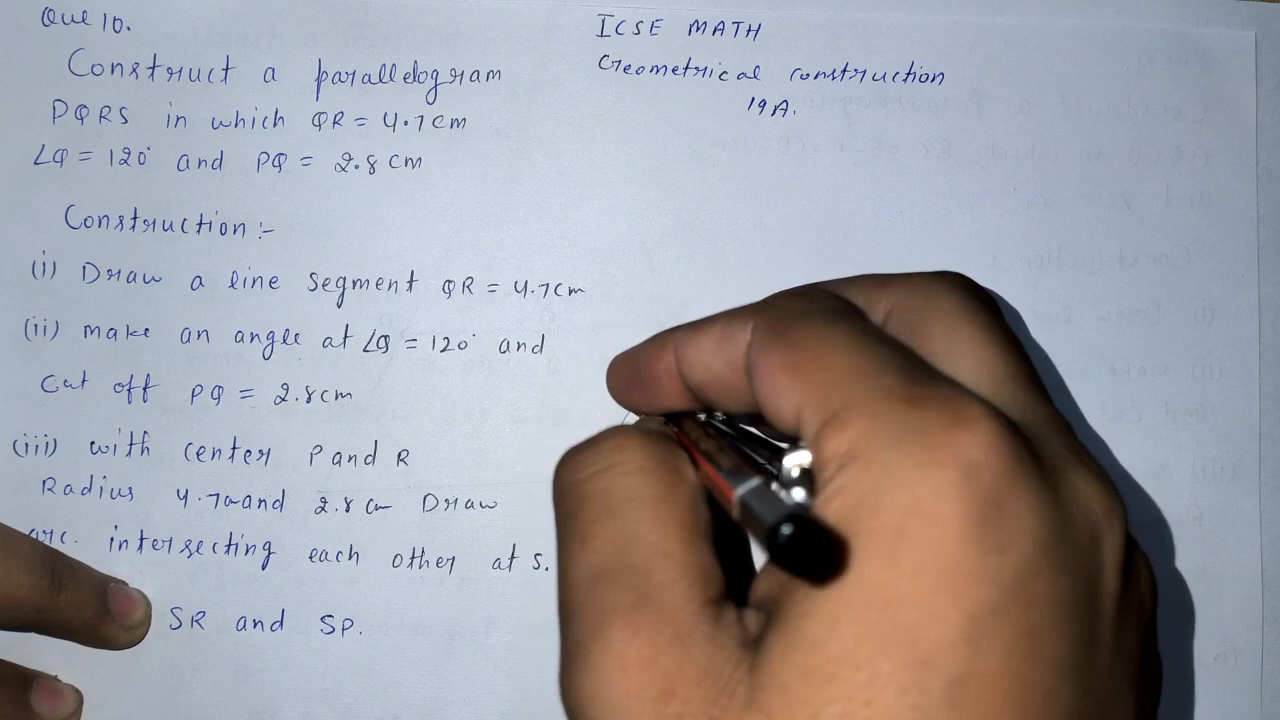 Que 10.
Construct a parallelogram
PQRS in which QR = 4.7cm
∠Q = 120° and PQ = 2.8 cm
Construction :-
(i) Draw a line segment QR = 4.7cm
(ii) make an angle at ∠Q = 120° and
Cut off PQ = 2.8cm
(iii) with center P and R
Radius 4.7 and 2.8 cm Draw
arc. intersecting each other at S.
SR and SP.
ICSE MATH
Geometrical construction
19A.